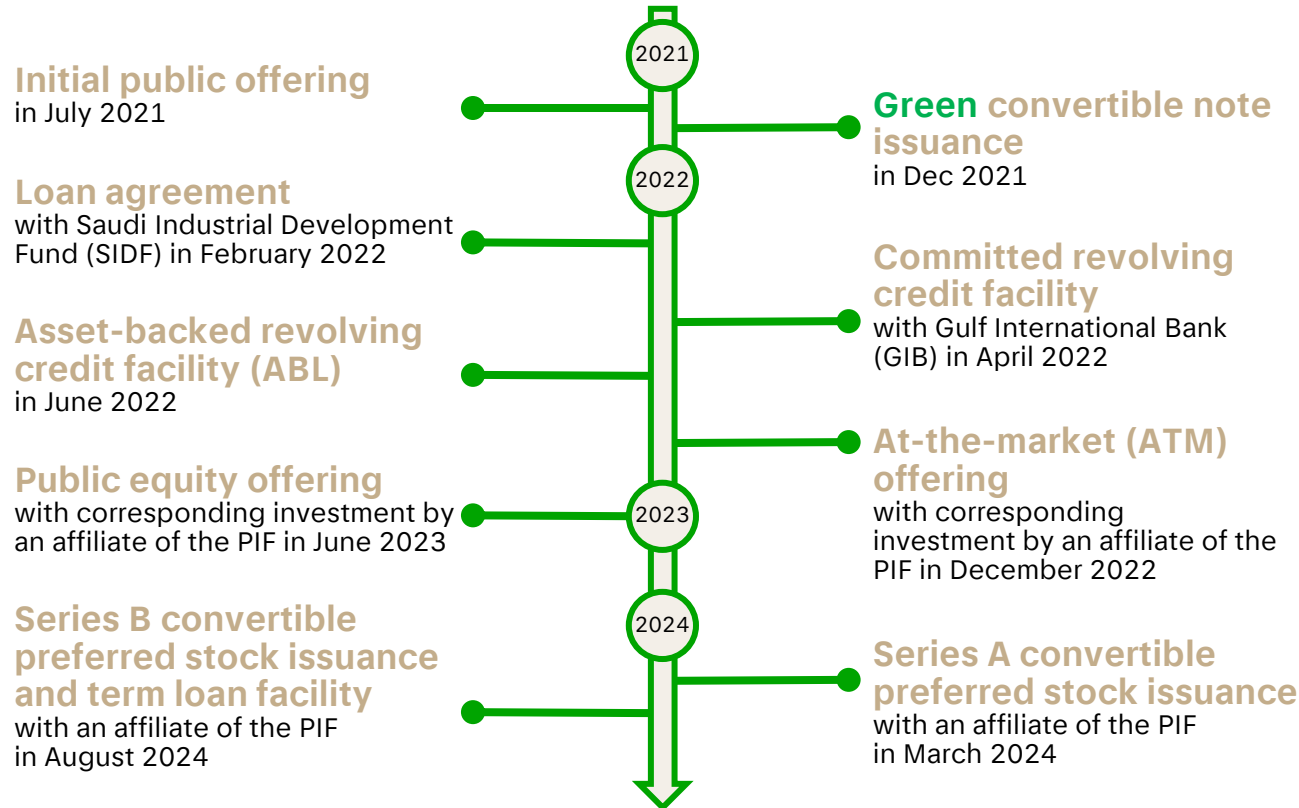 2021
Initial public offering
in July 2021
Green convertible note
issuance
in Dec 2021
2022
Loan agreement
with Saudi Industrial Development
Fund (SIDF) in February 2022
Committed revolving
credit facility
with Gulf International Bank
(GIB) in April 2022
Asset-backed revolving
credit facility (ABL)
in June 2022
At-the-market (ATM)
offering
with corresponding
investment by an affiliate of the
PIF in December 2022
2023
Public equity offering
with corresponding investment by
an affiliate of the PIF in June 2023
2024
Series A convertible
preferred stock issuance
with an affiliate of the PIF
in March 2024
Series B convertible
preferred stock issuance
and term loan facility
with an affiliate of the PIF
in August 2024